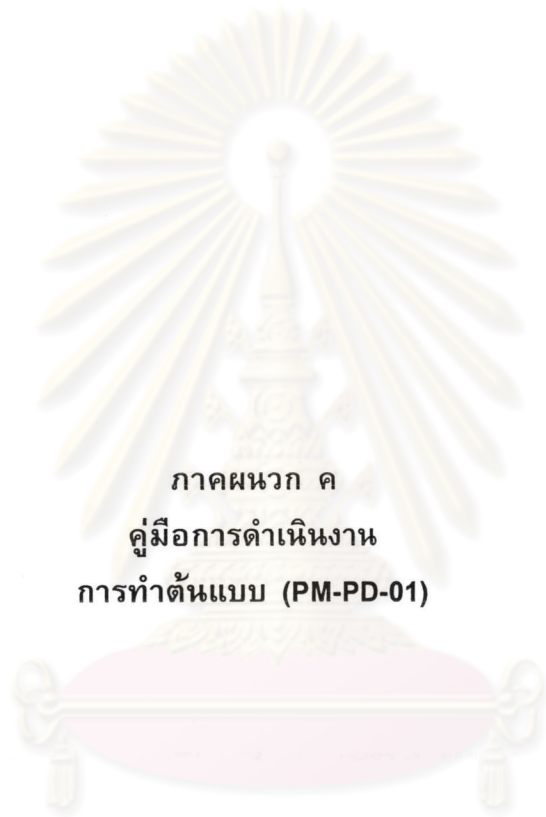 ภาคผนวก ค
คู่มือการดำเนินงาน
การทำต้นแบบ (PM-PD-01)